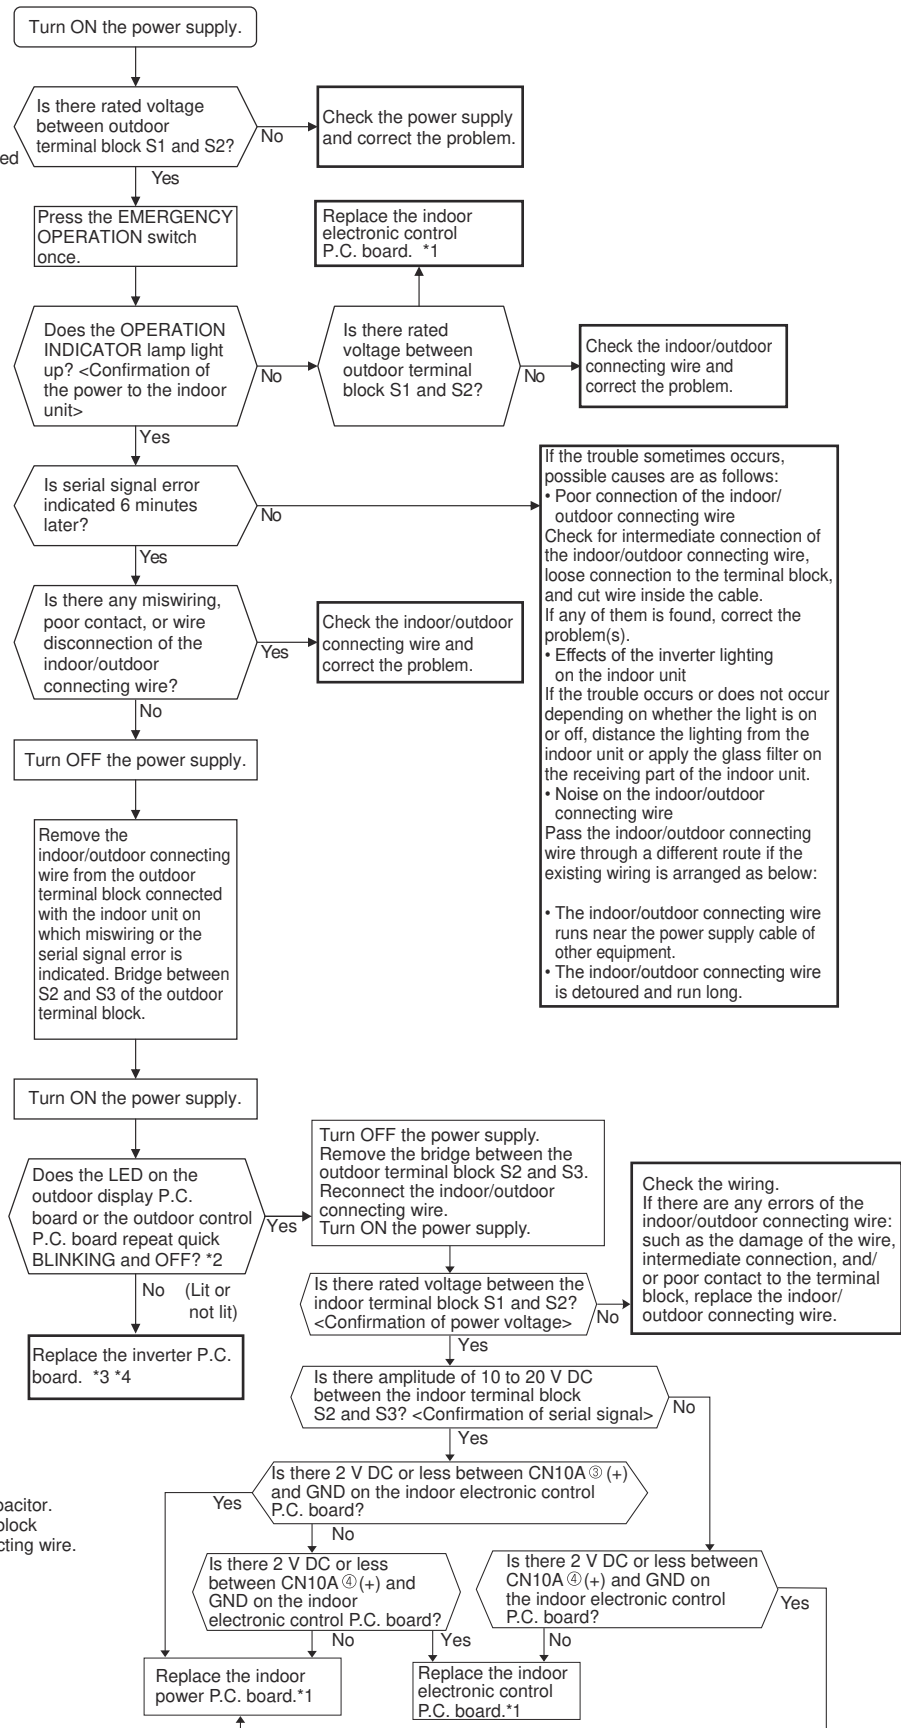 Turn ON the power supply.
Is there rated voltage
between outdoor
terminal block S1 and S2?
No
Check the power supply
and correct the problem.
ed
Yes
Press the EMERGENCY
OPERATION switch
once.
Replace the indoor
electronic control
P.C. board. *1
Does the OPERATION
INDICATOR lamp light
up? <Confirmation of
the power to the indoor
unit>
No
Is there rated
voltage between
outdoor terminal
block S1 and S2?
No
Check the indoor/outdoor
connecting wire and
correct the problem.
Yes
Is serial signal error
indicated 6 minutes
later?
No
If the trouble sometimes occurs,
possible causes are as follows:
• Poor connection of the indoor/
outdoor connecting wire
Check for intermediate connection of
the indoor/outdoor connecting wire,
loose connection to the terminal block,
and cut wire inside the cable.
If any of them is found, correct the
problem(s).
• Effects of the inverter lighting
on the indoor unit
If the trouble occurs or does not occur
depending on whether the light is on
or off, distance the lighting from the
indoor unit or apply the glass filter on
the receiving part of the indoor unit.
• Noise on the indoor/outdoor
connecting wire
Pass the indoor/outdoor connecting
wire through a different route if the
existing wiring is arranged as below:
• The indoor/outdoor connecting wire
runs near the power supply cable of
other equipment.
• The indoor/outdoor connecting wire
is detoured and run long.
Yes
Is there any miswiring,
poor contact, or wire
disconnection of the
indoor/outdoor
connecting wire?
Yes
Check the indoor/outdoor
connecting wire and
correct the problem.
No
Turn OFF the power supply.
Remove the
indoor/outdoor connecting
wire from the outdoor
terminal block connected
with the indoor unit on
which miswiring or the
serial signal error is
indicated. Bridge between
S2 and S3 of the outdoor
terminal block.
Turn ON the power supply.
Does the LED on the
outdoor display P.C.
board or the outdoor control
P.C. board repeat quick
BLINKING and OFF? *2
Yes
Turn OFF the power supply.
Remove the bridge between the
outdoor terminal block S2 and S3.
Reconnect the indoor/outdoor
connecting wire.
Turn ON the power supply.
No (Lit or
not lit)
Replace the inverter P.C.
board. *3 *4
Is there rated voltage between the
indoor terminal block S1 and S2?
<Confirmation of power voltage>
No
Check the wiring.
If there are any errors of the
indoor/outdoor connecting wire:
such as the damage of the wire,
intermediate connection, and/
or poor contact to the terminal
block, replace the indoor/
outdoor connecting wire.
Yes
Is there amplitude of 10 to 20 V DC
between the indoor terminal block
S2 and S3? <Confirmation of serial signal>
No
Yes
Is there 2 V DC or less between CN10A ③ (+)
and GND on the indoor electronic control
P.C. board?
Yes
No
pacitor.
block
cting wire.
Is there 2 V DC or less
between CN10A ④ (+) and
GND on the indoor
electronic control P.C. board?
No
Yes
Is there 2 V DC or less between
CN10A ④ (+) and GND on
the indoor electronic control
P.C. board?
Yes
No
Replace the indoor
power P.C. board.*1
Replace the indoor
electronic control
P.C. board.*1